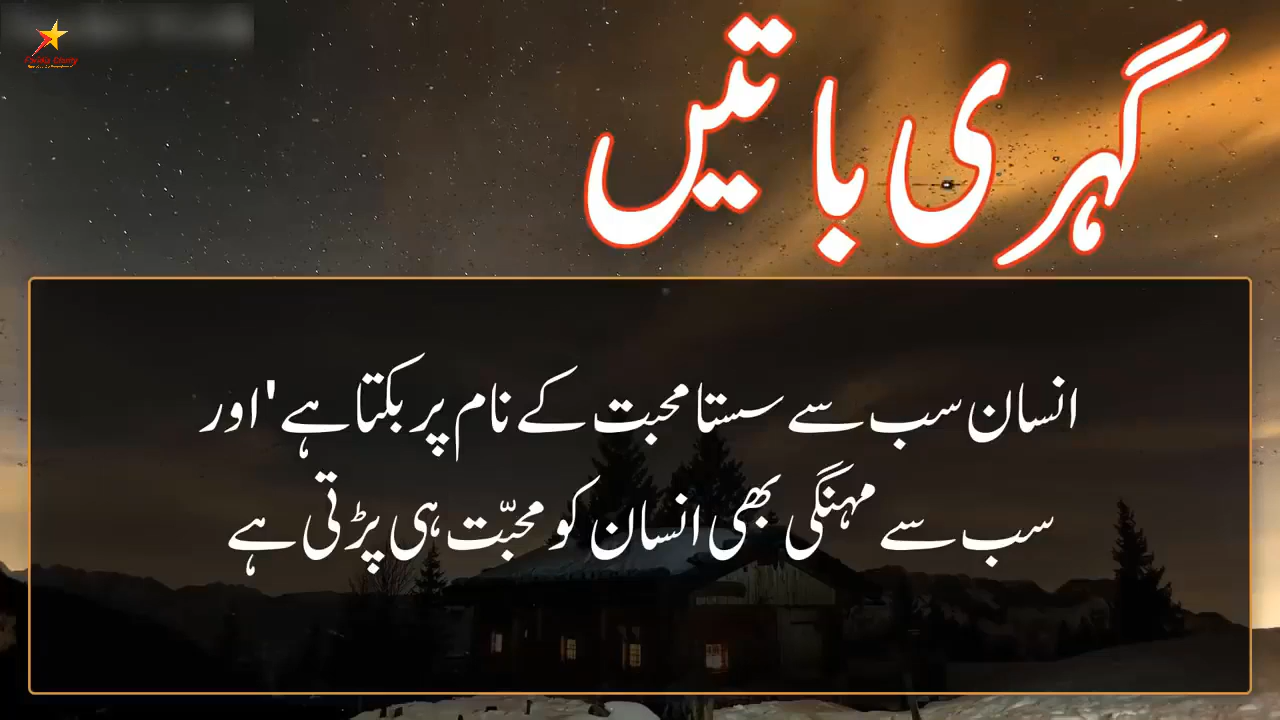 گہری باتیں
انسان سب سے سستا محبت کے نام پر بکتا ہے ' اور
سب سے مہنگی بھی انسان کو محبّت ہی پڑتی ہے